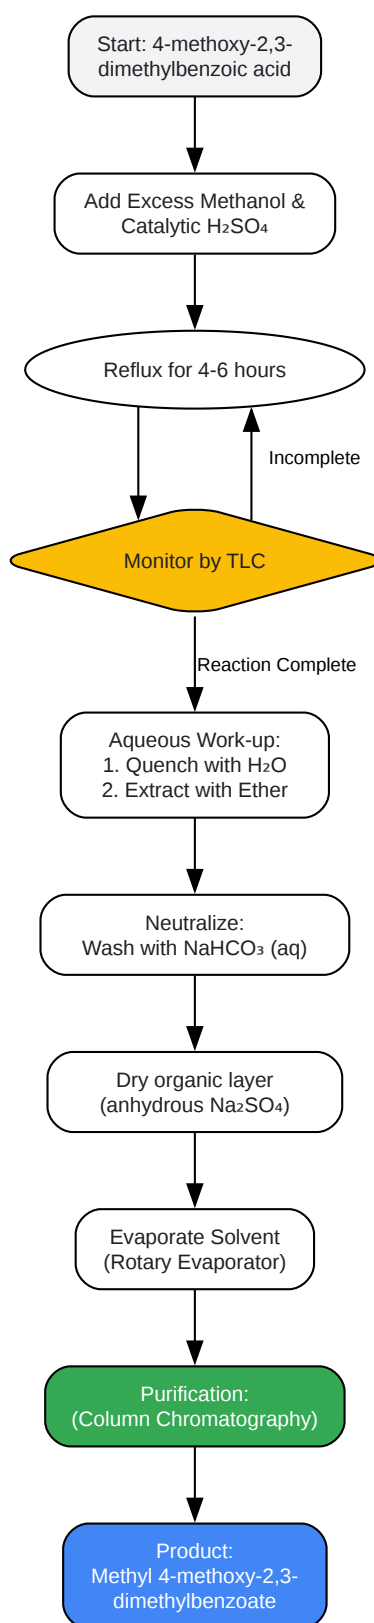 Start: 4-methoxy-2,3-
dimethylbenzoic acid
Add Excess Methanol &
Catalytic H₂SO₄
Reflux for 4-6 hours
Incomplete
Monitor by TLC
Reaction Complete
Aqueous Work-up:
1. Quench with H₂O
2. Extract with Ether
Neutralize:
Wash with NaHCO₃ (aq)
Dry organic layer
(anhydrous Na₂SO₄)
Evaporate Solvent
(Rotary Evaporator)
Purification:
(Column Chromatography)
Product:
Methyl 4-methoxy-2,3-
dimethylbenzoate